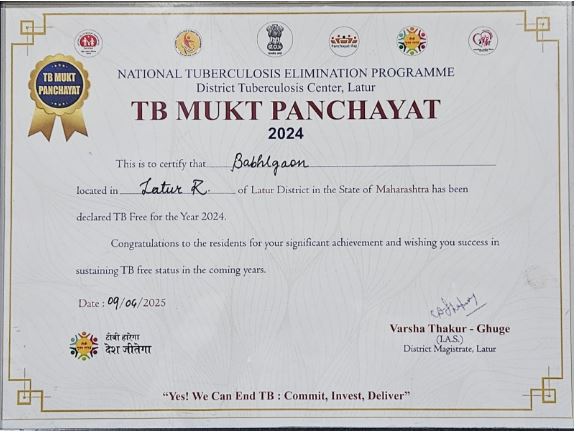 TB MUKT
PANCHAYAT
Panchayati Raj
NATIONAL TUBERCULOSIS ELIMINATION PROGRAMME
District Tuberculosis Center, Latur
TB MUKT PANCHAYAT
2024
This is to certify that Babhlgaon
located in Latur R. of Latur District in the State of Maharashtra has been
declared TB Free for the Year 2024.
Congratulations to the residents for your significant achievement and wishing you success in
sustaining TB free status in the coming years.
Date : 09/04/2025
टीबी हारेगा
देश जीतेगा
Varsha Thakur - Ghuge
(I.A.S.)
District Magistrate, Latur
“Yes! We Can End TB : Commit, Invest, Deliver”